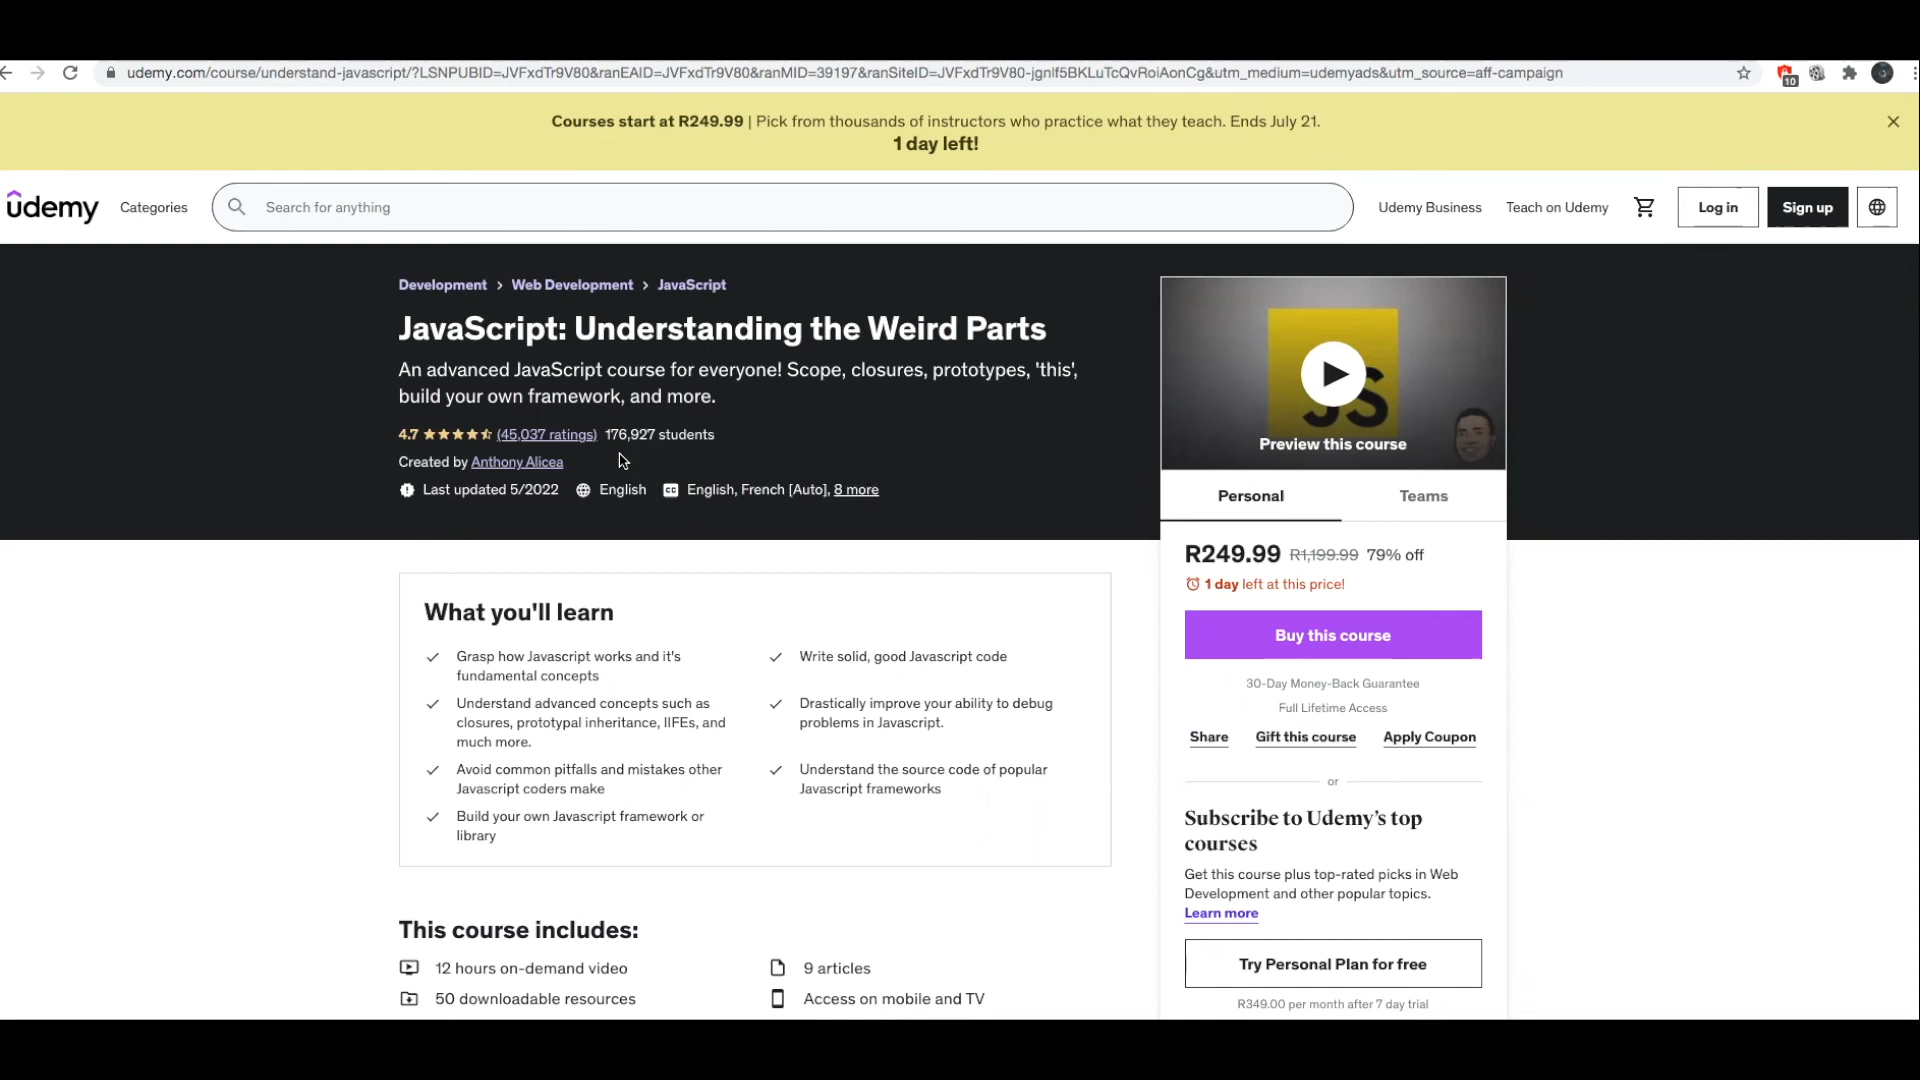 udemy.com/course/understand-javascript/?LSNPUBID=JVFxdTr9V80&ranEAID=JVFxdTr9V80&ranMID=39197&ranSiteID=JVFxdTr9V80-jgnlf5BKLuTcQvRoiAonCg&utm_medium=udemyads&utm_source=aff-campaign
10
Courses start at R249.99 | Pick from thousands of instructors who practice what they teach. Ends July 21.
1 day left!
udemy Categories Search for anything Udemy Business Teach on Udemy Log in Sign up
Development > Web Development > JavaScript
JavaScript: Understanding the Weird Parts
An advanced JavaScript course for everyone! Scope, closures, prototypes, 'this',
build your own framework, and more.
4.7 (45,037 ratings) 176,927 students
Created by Anthony Alicea
Last updated 5/2022 English CC English, French [Auto], 8 more
JS
Preview this course
Personal Teams
R249.99 R1,199.99 79% off
1 day left at this price!
Buy this course
30-Day Money-Back Guarantee
Full Lifetime Access
Share Gift this course Apply Coupon
or
Subscribe to Udemy's top
courses
Get this course plus top-rated picks in Web
Development and other popular topics.
Learn more
Try Personal Plan for free
R349.00 per month after 7 day trial
What you'll learn
Grasp how Javascript works and it's
fundamental concepts
Write solid, good Javascript code
Understand advanced concepts such as
closures, prototypal inheritance, IIFEs, and
much more.
Drastically improve your ability to debug
problems in Javascript.
Avoid common pitfalls and mistakes other
Javascript coders make
Understand the source code of popular
Javascript frameworks
Build your own Javascript framework or
library
This course includes:
12 hours on-demand video
9 articles
50 downloadable resources
Access on mobile and TV